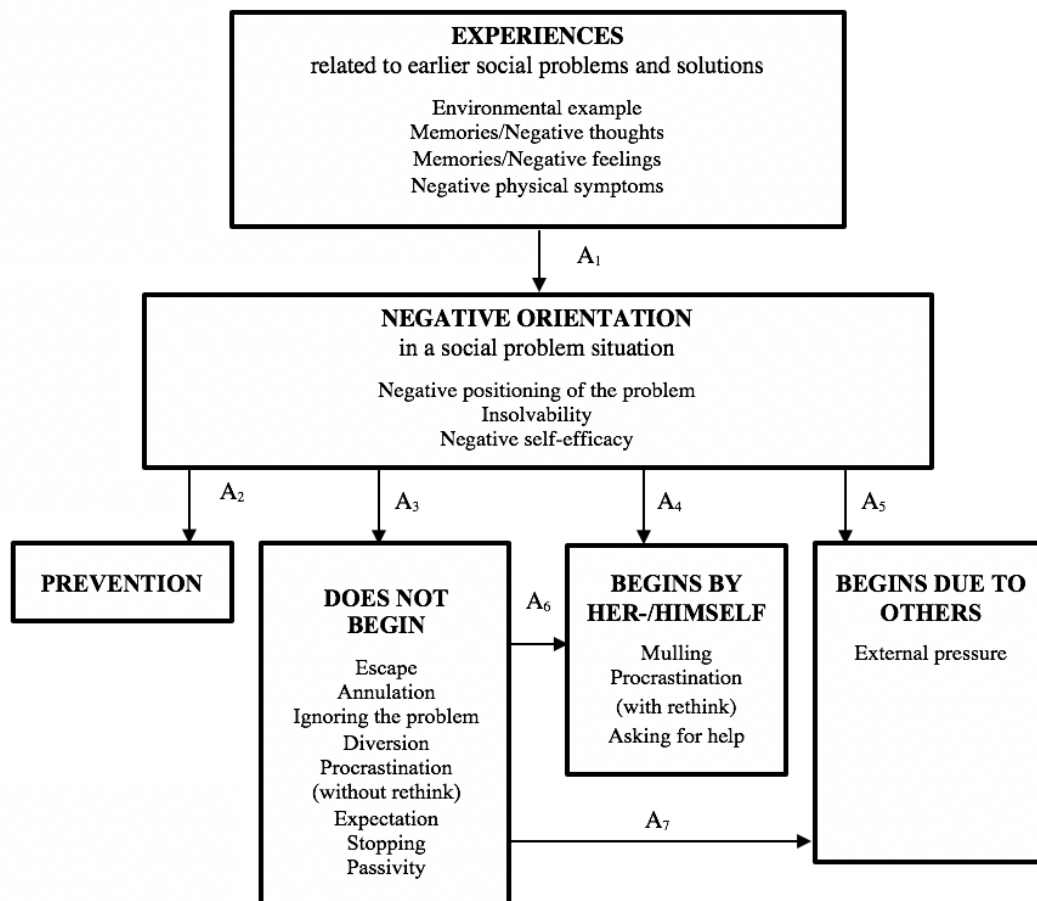 EXPERIENCES
related to earlier social problems and solutions
Environmental example
Memories/Negative thoughts
Memories/Negative feelings
Negative physical symptoms
A₁
NEGATIVE ORIENTATION
in a social problem situation
Negative positioning of the problem
Insolvability
Negative self-efficacy
A₂
A₃
A₄
A₅
PREVENTION
DOES NOT
BEGIN
Escape
Annulation
Ignoring the problem
Diversion
Procrastination
(without rethink)
Expectation
Stopping
Passivity
A₆
BEGINS BY
HER-/HIMSELF
Mulling
Procrastination
(with rethink)
Asking for help
A₇
BEGINS DUE TO
OTHERS
External pressure